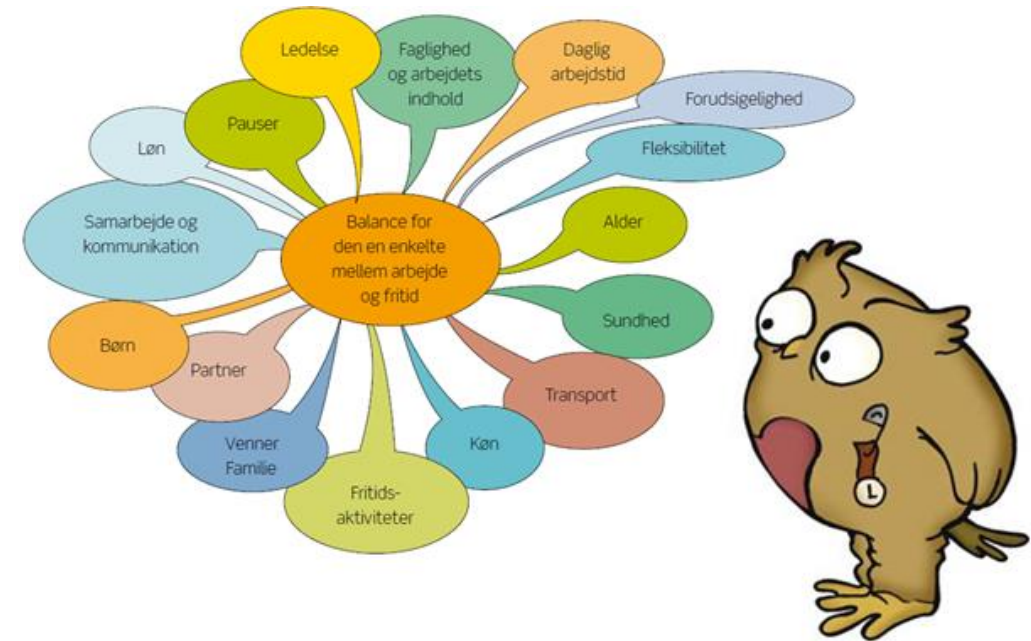 Ledelse
Faglighed
og arbejdets
indhold
Daglig
arbejdstid
Forudsigelighed
Fleksibilitet
Pauser
Løn
Samarbejde og
kommunikation
Balance for
den en enkelte
mellem arbejde
og fritid
Alder
Sundhed
Børn
Partner
Transport
Venner
Familie
Køn
Fritids-
aktiviteter
L